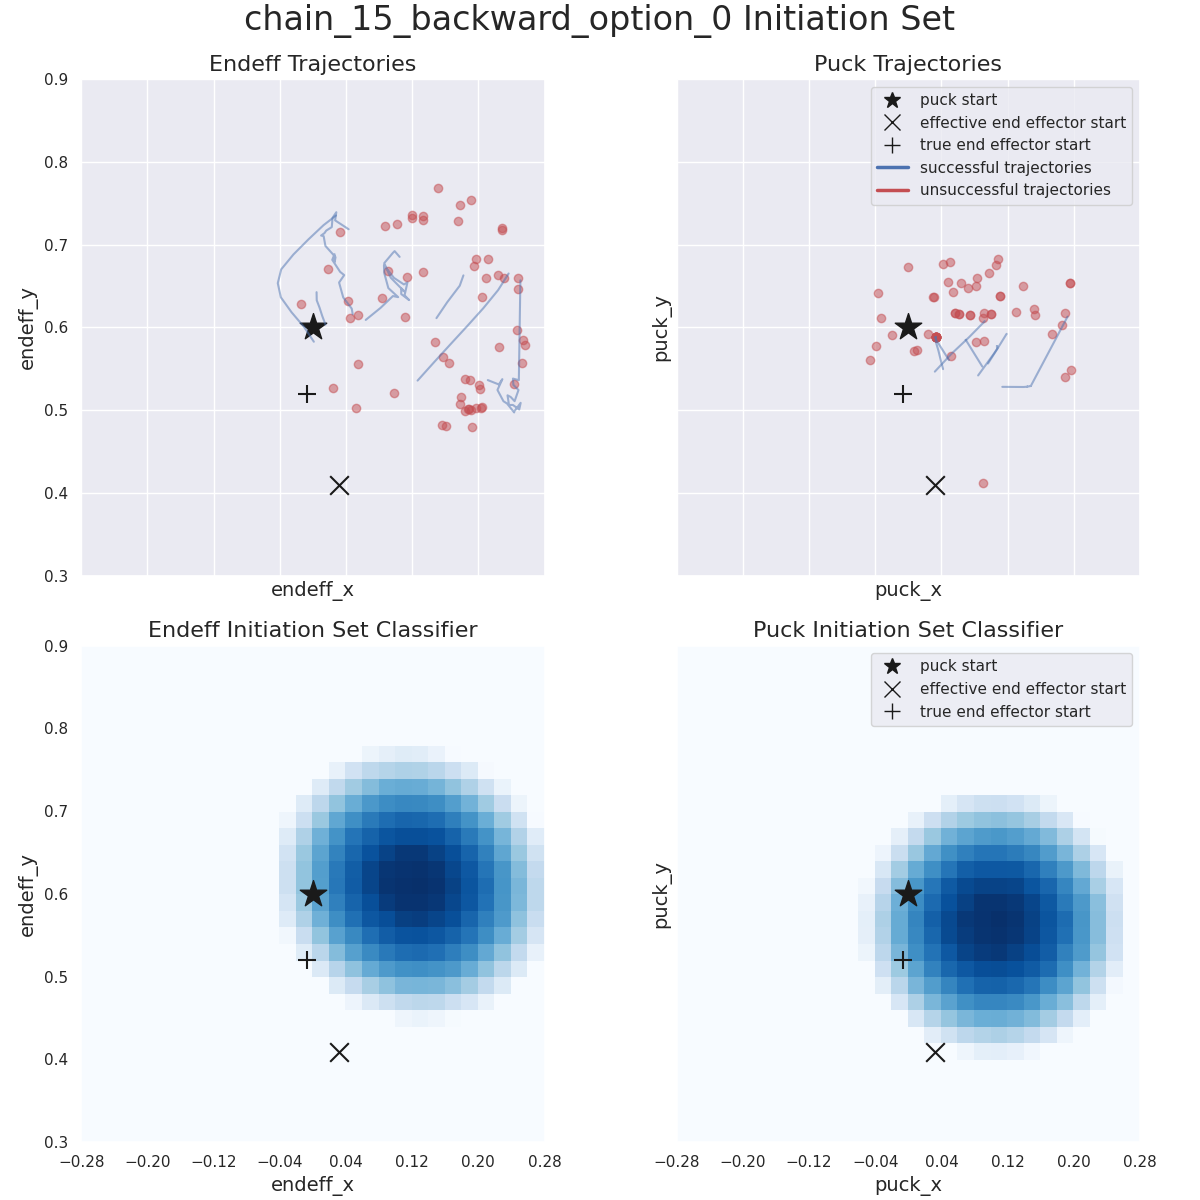 chain_15_backward_option_0 Initiation Set
Endeff Trajectories
0.9
0.8
0.7
0.6
0.5
0.4
0.3
endeff_y
endeff_x
Puck Trajectories
puck start
effective end effector start
true end effector start
successful trajectories
unsuccessful trajectories
puck_y
puck_x
Endeff Initiation Set Classifier
0.9
0.8
0.7
0.6
0.5
0.4
0.3
endeff_y
−0.28 −0.20 −0.12 −0.04 0.04 0.12 0.20 0.28
endeff_x
Puck Initiation Set Classifier
puck start
effective end effector start
true end effector start
puck_y
−0.28 −0.20 −0.12 −0.04 0.04 0.12 0.20 0.28
puck_x